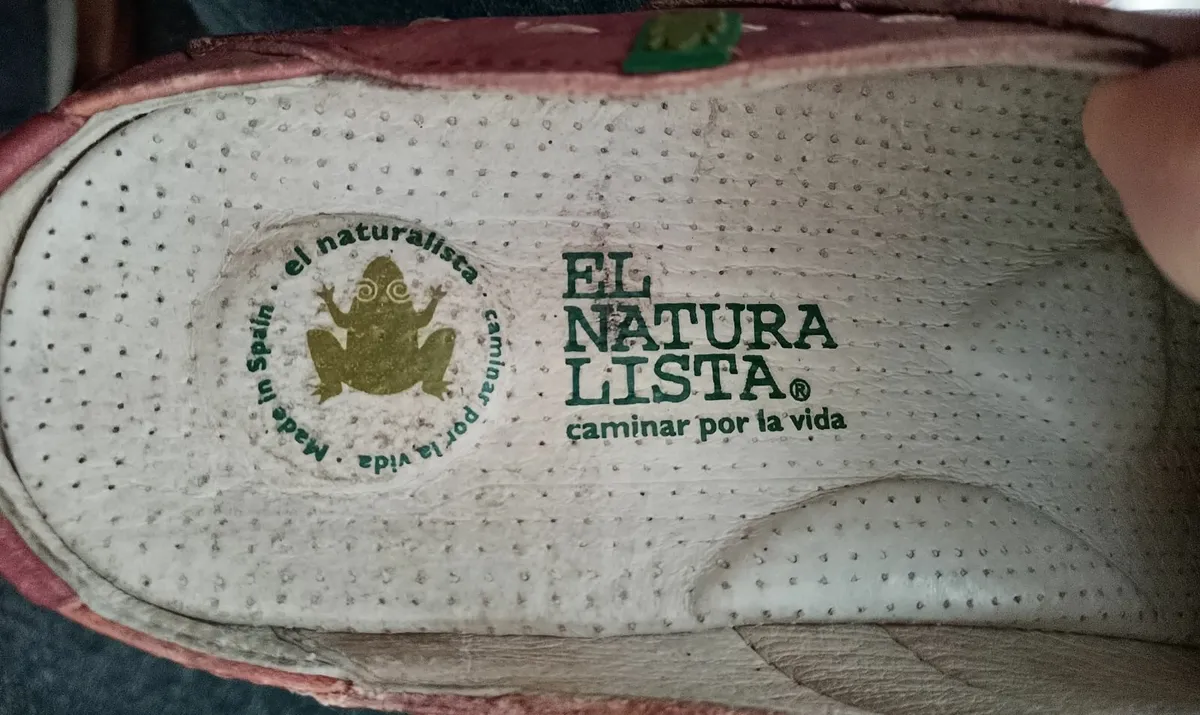 el naturalista · caminar por la vida · Made in Spain ·
EL
NATURA
LISTA®
caminar por la vida